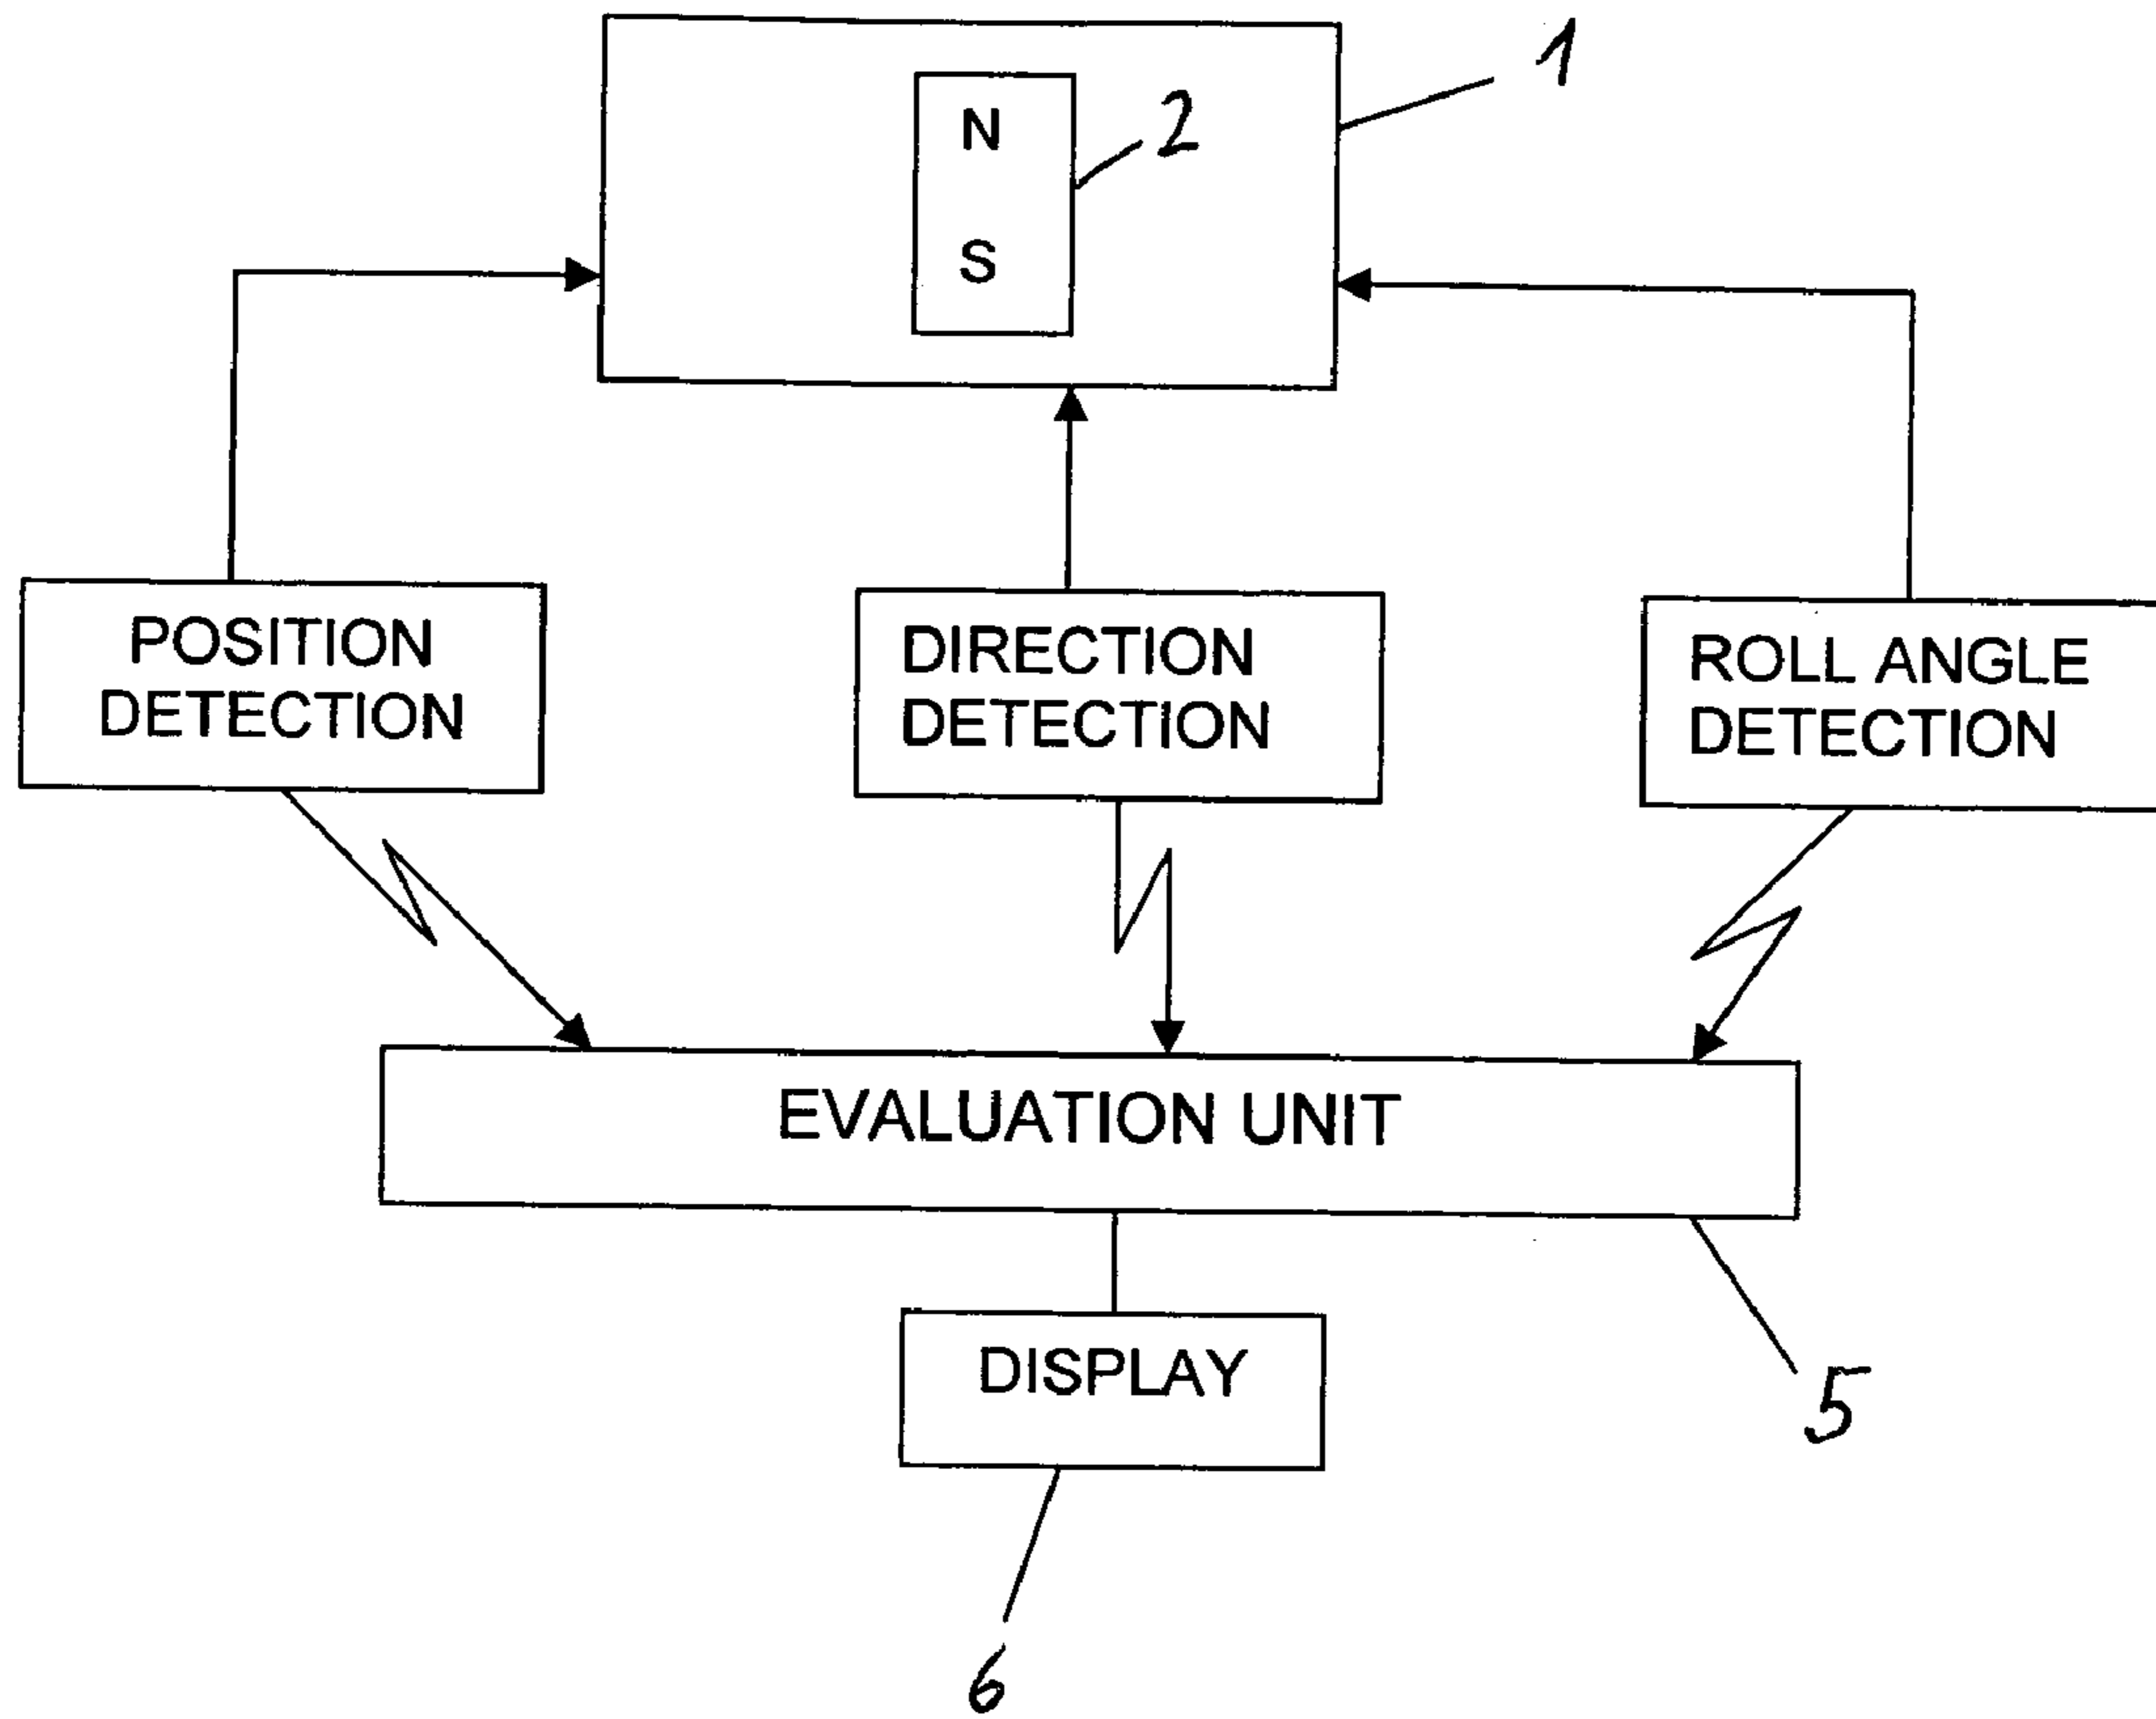 1
2
N
S
POSITION
DETECTION
DIRECTION
DETECTION
ROLL ANGLE
DETECTION
EVALUATION UNIT
DISPLAY
5
6